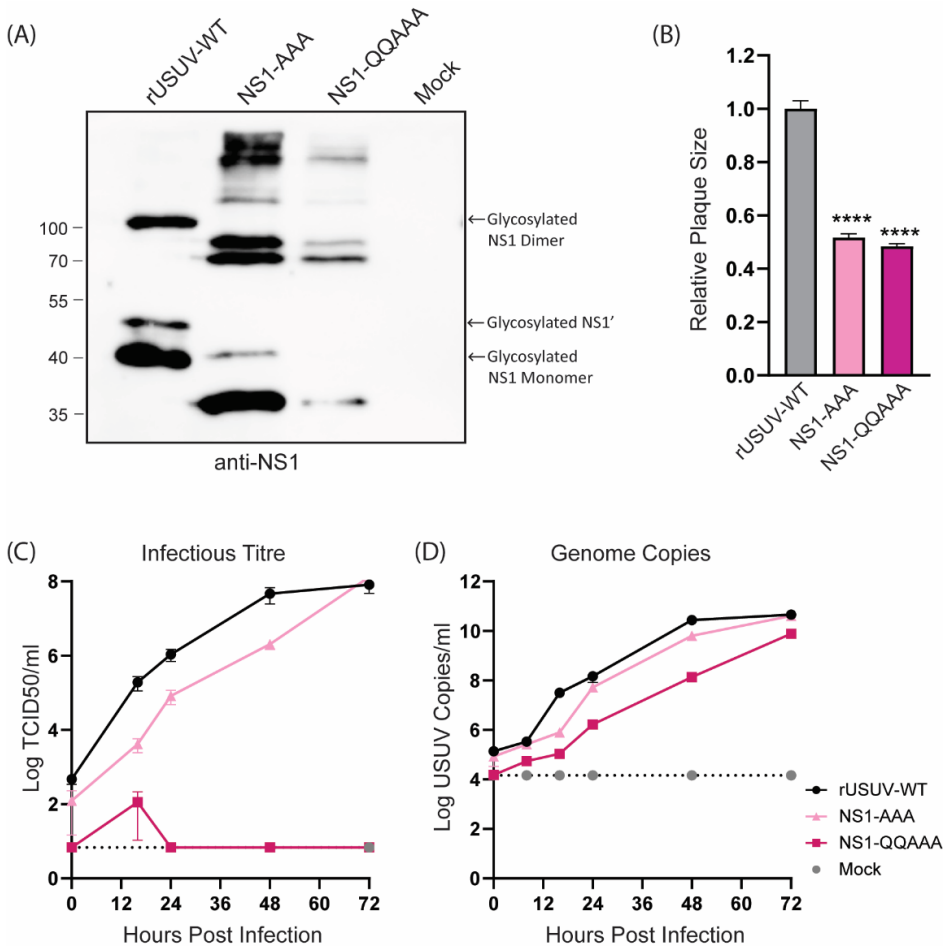 (A)
rUSUV-WT
NS1-AAA
NS1-QQAAA
Mock
100
70
55
40
35
←Glycosylated
NS1 Dimer
←Glycosylated NS1’
←Glycosylated
NS1 Monomer
anti-NS1
(B)
Relative Plaque Size
1.2
1.0
0.8
0.6
0.4
0.2
0.0
****
****
rUSUV-WT
NS1-AAA
NS1-QQAAA
(C)
Infectious Titre
Log TCID50/ml
8
6
4
2
0
0 12 24 36 48 60 72
Hours Post Infection
(D)
Genome Copies
Log USUV Copies/ml
12
10
8
6
4
2
0
0 12 24 36 48 60 72
Hours Post Infection
rUSUV-WT
NS1-AAA
NS1-QQAAA
Mock